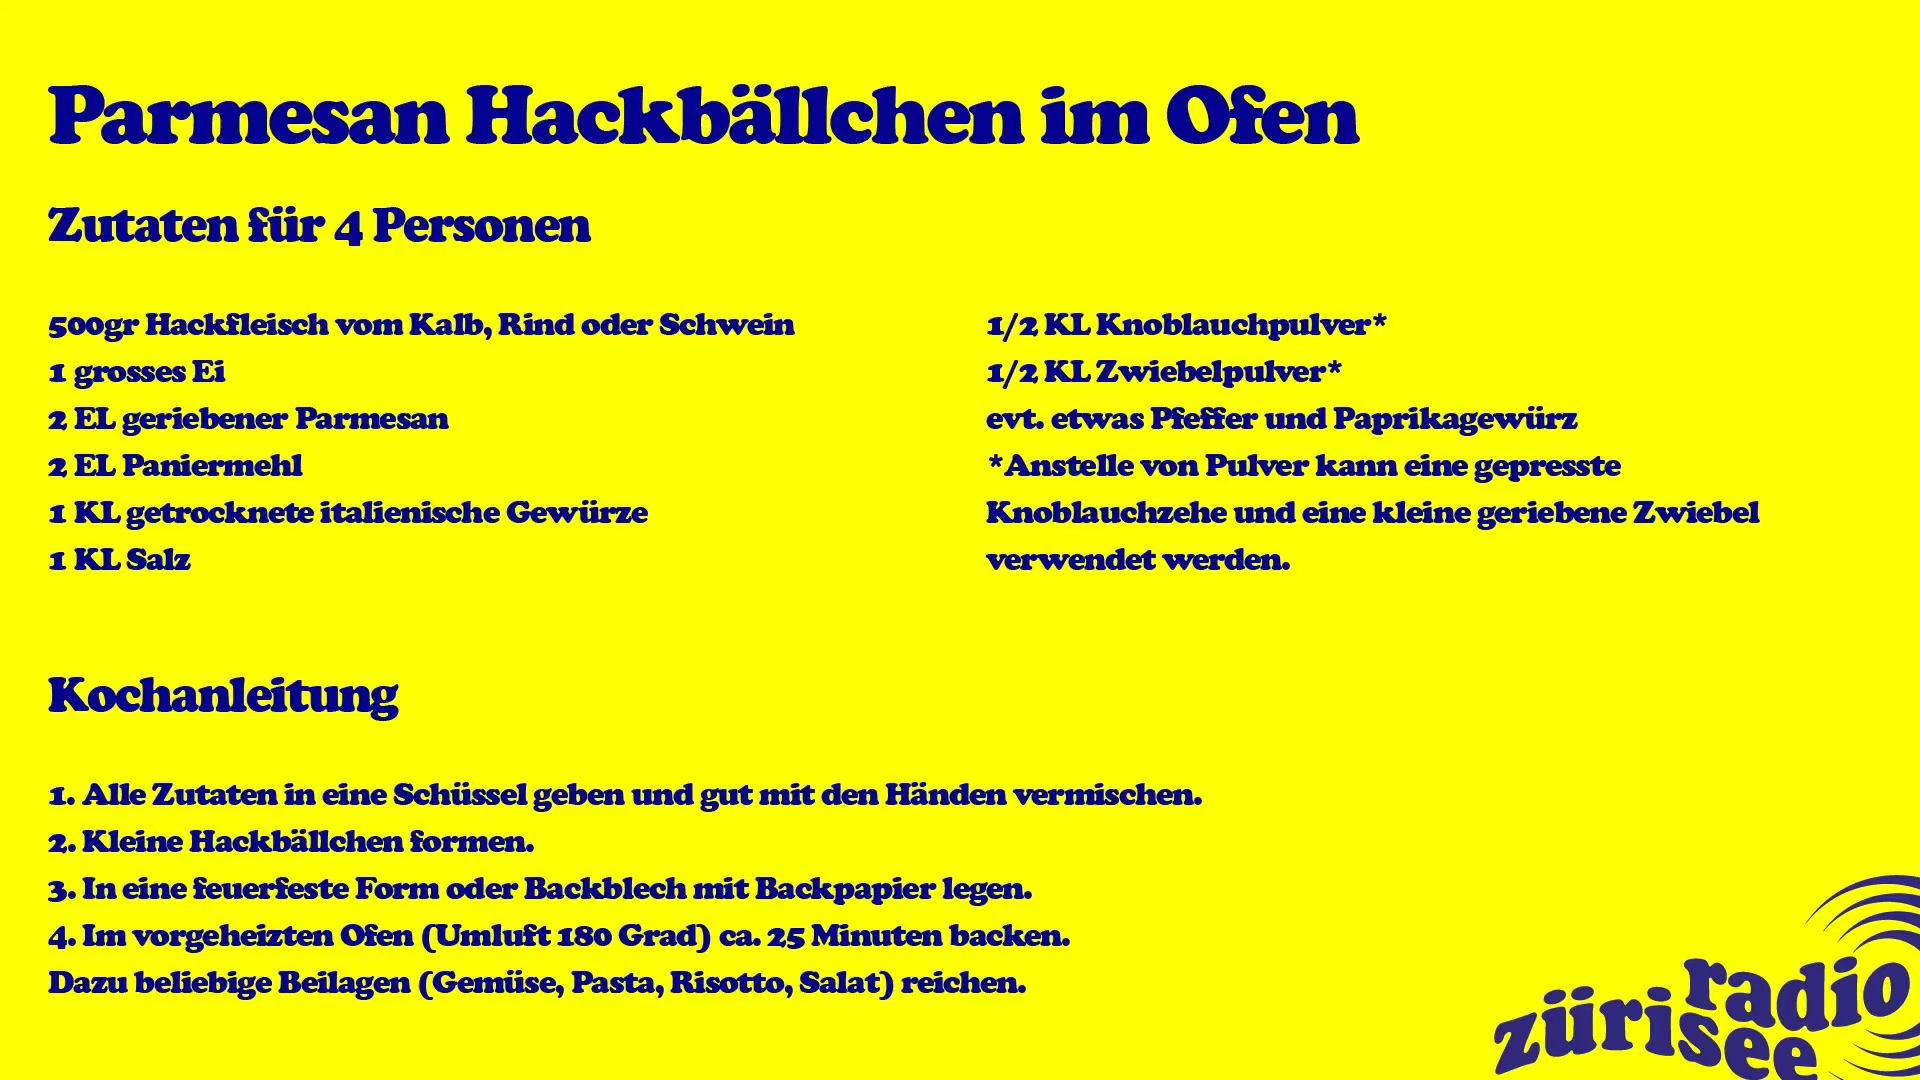 Parmesan Hackbällchen im Ofen
Zutaten für 4 Personen
500gr Hackfleisch vom Kalb, Rind oder Schwein
1 grosses Ei
2 EL geriebener Parmesan
2 EL Paniermehl
1 KL getrocknete italienische Gewürze
1 KL Salz
1/2 KL Knoblauchpulver*
1/2 KL Zwiebelpulver*
evt. etwas Pfeffer und Paprikagewürz
*Anstelle von Pulver kann eine gepresste
Knoblauchzehe und eine kleine geriebene Zwiebel
verwendet werden.
Kochanleitung
1. Alle Zutaten in eine Schüssel geben und gut mit den Händen vermischen.
2. Kleine Hackbällchen formen.
3. In eine feuerfeste Form oder Backblech mit Backpapier legen.
4. Im vorgeheizten Ofen (Umluft 180 Grad) ca. 25 Minuten backen.
Dazu beliebige Beilagen (Gemüse, Pasta, Risotto, Salat) reichen.
radio
zürisee